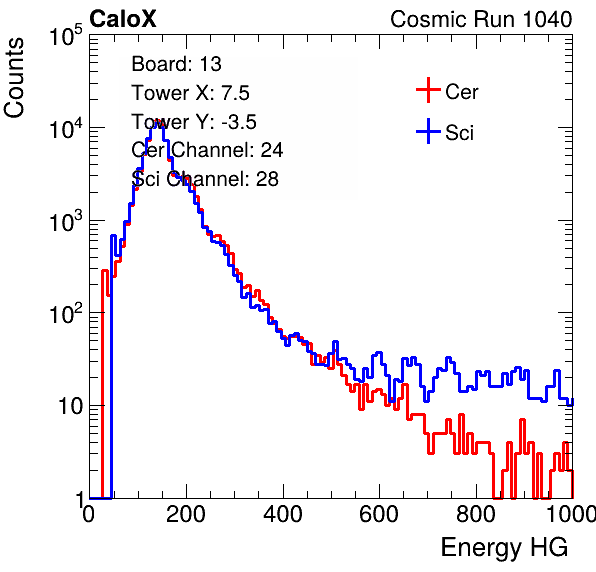 CaloX
Cosmic Run 1040
Counts
Board: 13
Tower X: 7.5
Tower Y: -3.5
Cer Channel: 24
Sci Channel: 28
Cer
Sci
10^5
10^4
10^3
10^2
10
1
0 200 400 600 800 1000
Energy HG